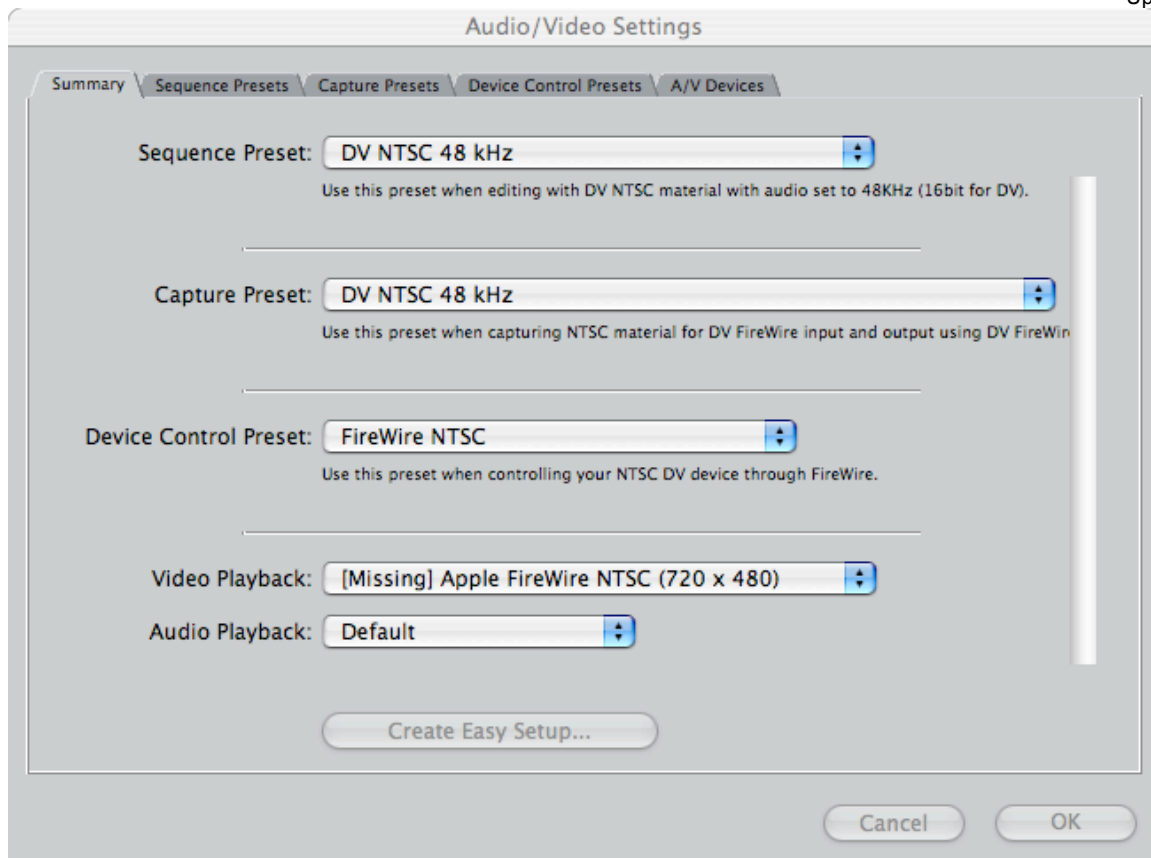 Audio/Video Settings
Summary Sequence Presets Capture Presets Device Control Presets A/V Devices
Sequence Preset: DV NTSC 48 kHz
Use this preset when editing with DV NTSC material with audio set to 48KHz (16bit for DV).
Capture Preset: DV NTSC 48 kHz
Use this preset when capturing NTSC material for DV FireWire input and output using DV FireWir
Device Control Preset: FireWire NTSC
Use this preset when controlling your NTSC DV device through FireWire.
Video Playback: [Missing] Apple FireWire NTSC (720 x 480)
Audio Playback: Default
Create Easy Setup...
Cancel OK